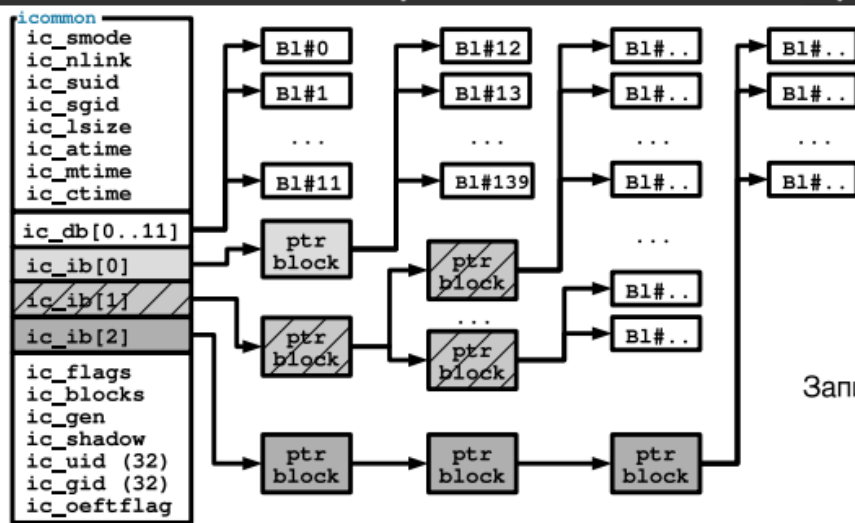 icommon
ic_smode
ic_nlink
ic_suid
ic_sgid
ic_lsize
ic_atime
ic_mtime
ic_ctime
ic_db[0..11]
ic_ib[0]
ic_ib[1]
ic_ib[2]
ic_flags
ic_blocks
ic_gen
ic_shadow
ic_uid (32)
ic_gid (32)
ic_oeftflag
Bl#0
Bl#1
...
Bl#11
ptr
block
ptr
block
ptr
block
Bl#12
Bl#13
...
Bl#139
ptr
block
...
ptr
block
ptr
block
Bl#..
Bl#..
...
Bl#..
...
Bl#..
Bl#..
ptr
block
Bl#..
Bl#..
...
Bl#..